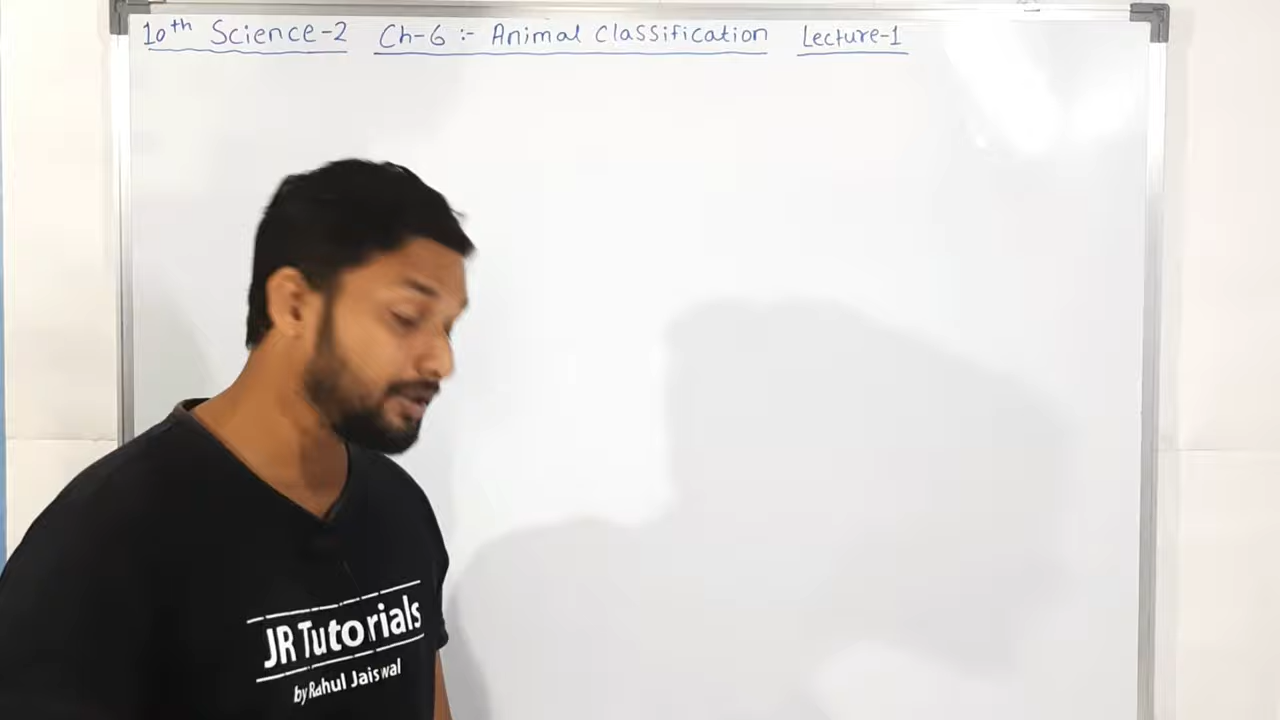 10th Science-2 Ch-6 :- Animal Classification Lecture-1
JR Tutorials
by Rahul Jaiswal